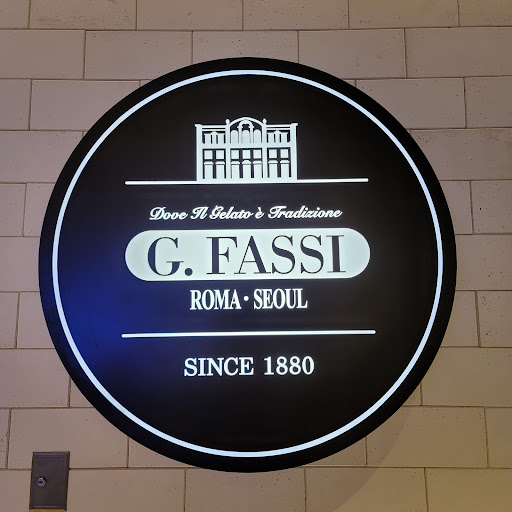 Dove Il Gelato è Tradizione
G. FASSI
ROMA · SEOUL
SINCE 1880